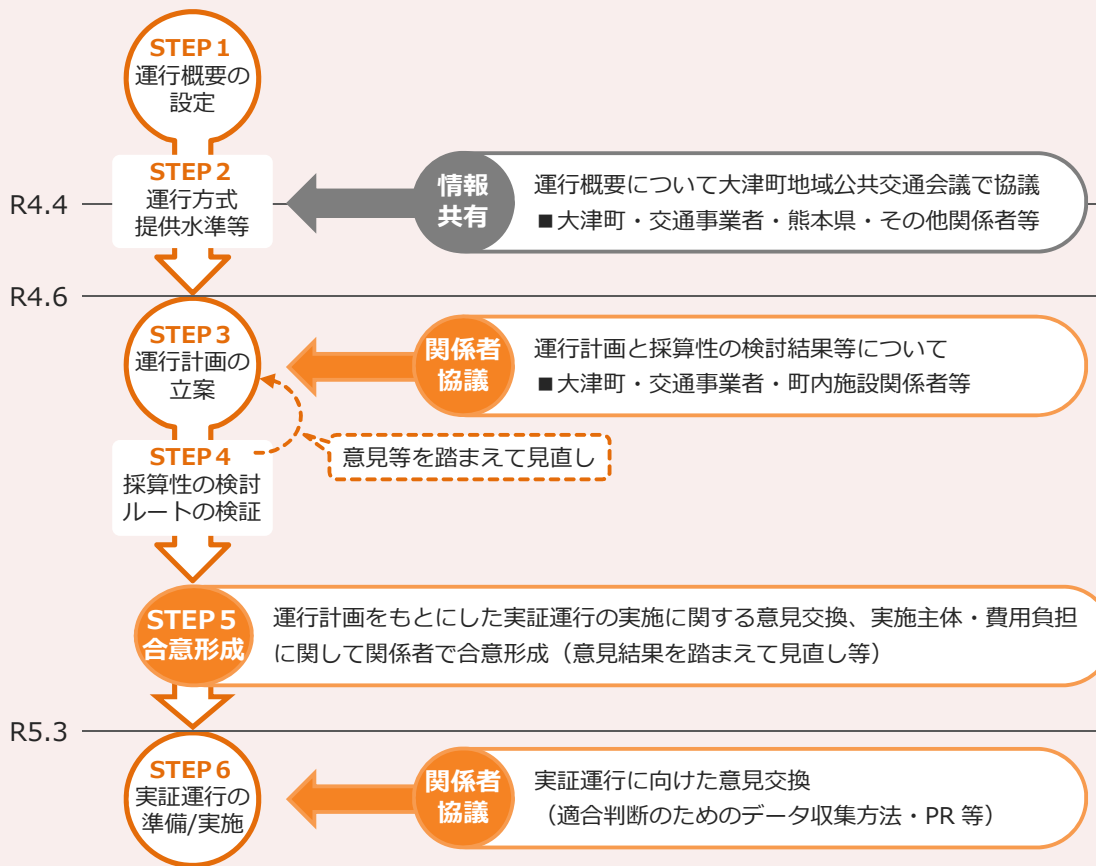 STEP1
運行概要の
設定
R4.4
STEP2
運行方式
提供水準等
情報
共有
運行概要について大津町地域公共交通会議で協議
■大津町・交通事業者・熊本県・その他関係者等
R4.6
STEP3
運行計画の
立案
関係者
協議
運行計画と採算性の検討結果等について
■大津町・交通事業者・町内施設関係者等
意見等を踏まえて見直し
STEP4
採算性の検討
ルートの検証
STEP5
合意形成
運行計画をもとにした実証運行の実施に関する意見交換、実施主体・費用負担
に関して関係者で合意形成（意見結果を踏まえて見直し等）
R5.3
STEP6
実証運行の
準備/実施
関係者
協議
実証運行に向けた意見交換
（適合判断のためのデータ収集方法・PR 等）